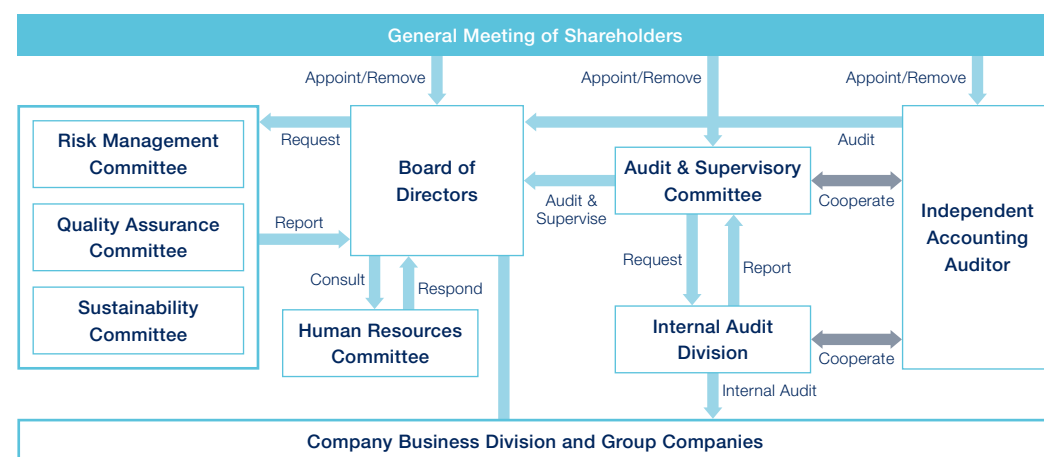 General Meeting of Shareholders
Appoint/Remove
Appoint/Remove
Appoint/Remove
Risk Management
Committee
Quality Assurance
Committee
Sustainability
Committee
Request
Report
Board of
Directors
Consult
Respond
Human Resources
Committee
Audit
Audit & Supervisory
Committee
Audit &
Supervise
Cooperate
Request
Report
Internal Audit
Division
Cooperate
Internal Audit
Independent
Accounting
Auditor
Company Business Division and Group Companies